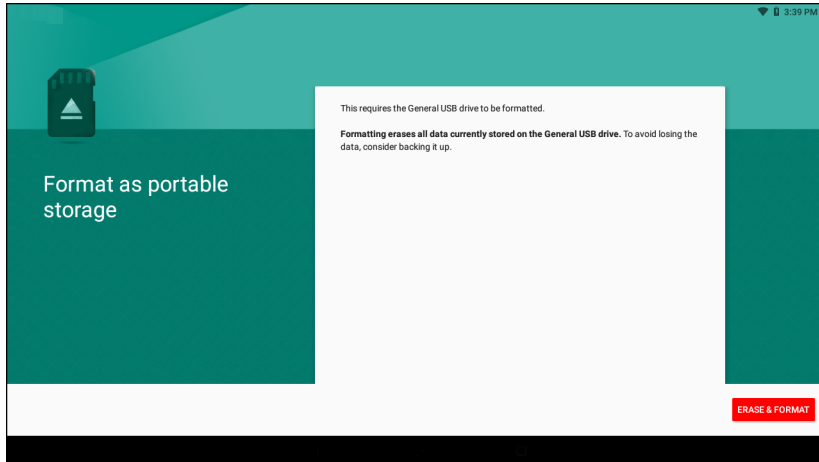 3:39 PM
This requires the General USB drive to be formatted.
Formatting erases all data currently stored on the General USB drive. To avoid losing the
data, consider backing it up.
Format as portable
storage
ERASE & FORMAT